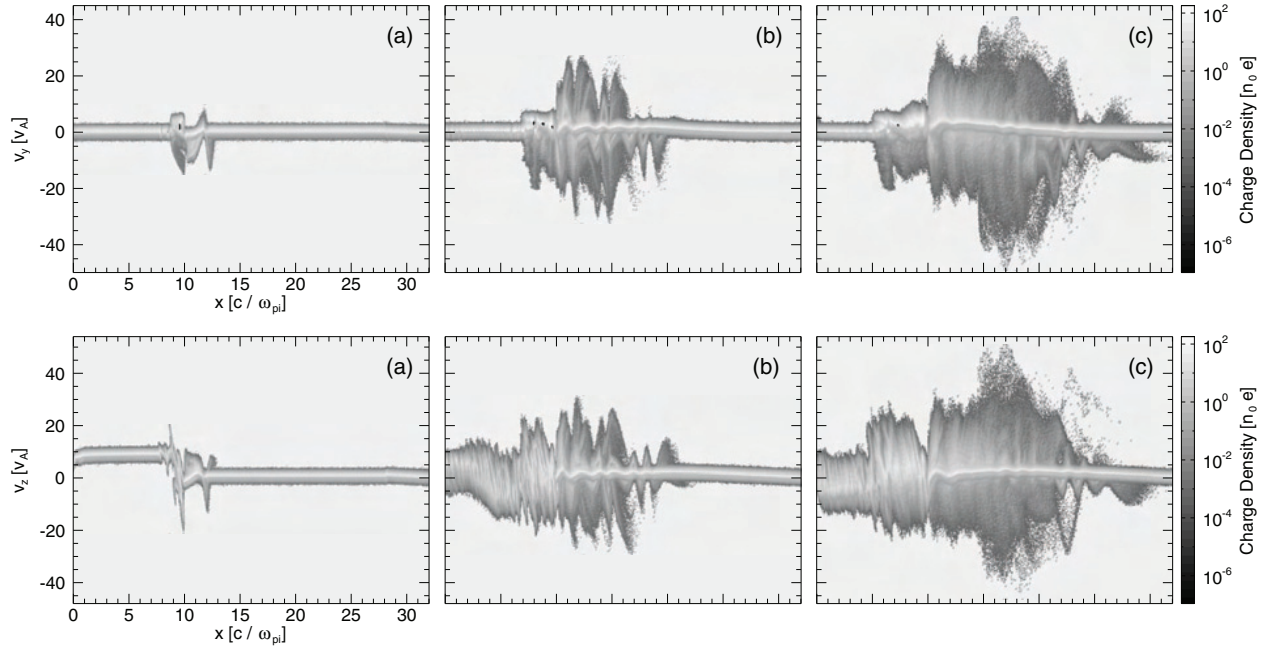 (a)
(b)
(c)
40
20
0
-20
-40
v_y [v_A]
0 5 10 15 20 25 30
x [c / ω_pi]
10^2
10^0
10^-2
10^-4
10^-6
Charge Density [n_0 e]
(a)
(b)
(c)
40
20
0
-20
-40
v_z [v_A]
0 5 10 15 20 25 30
x [c / ω_pi]
10^2
10^0
10^-2
10^-4
10^-6
Charge Density [n_0 e]